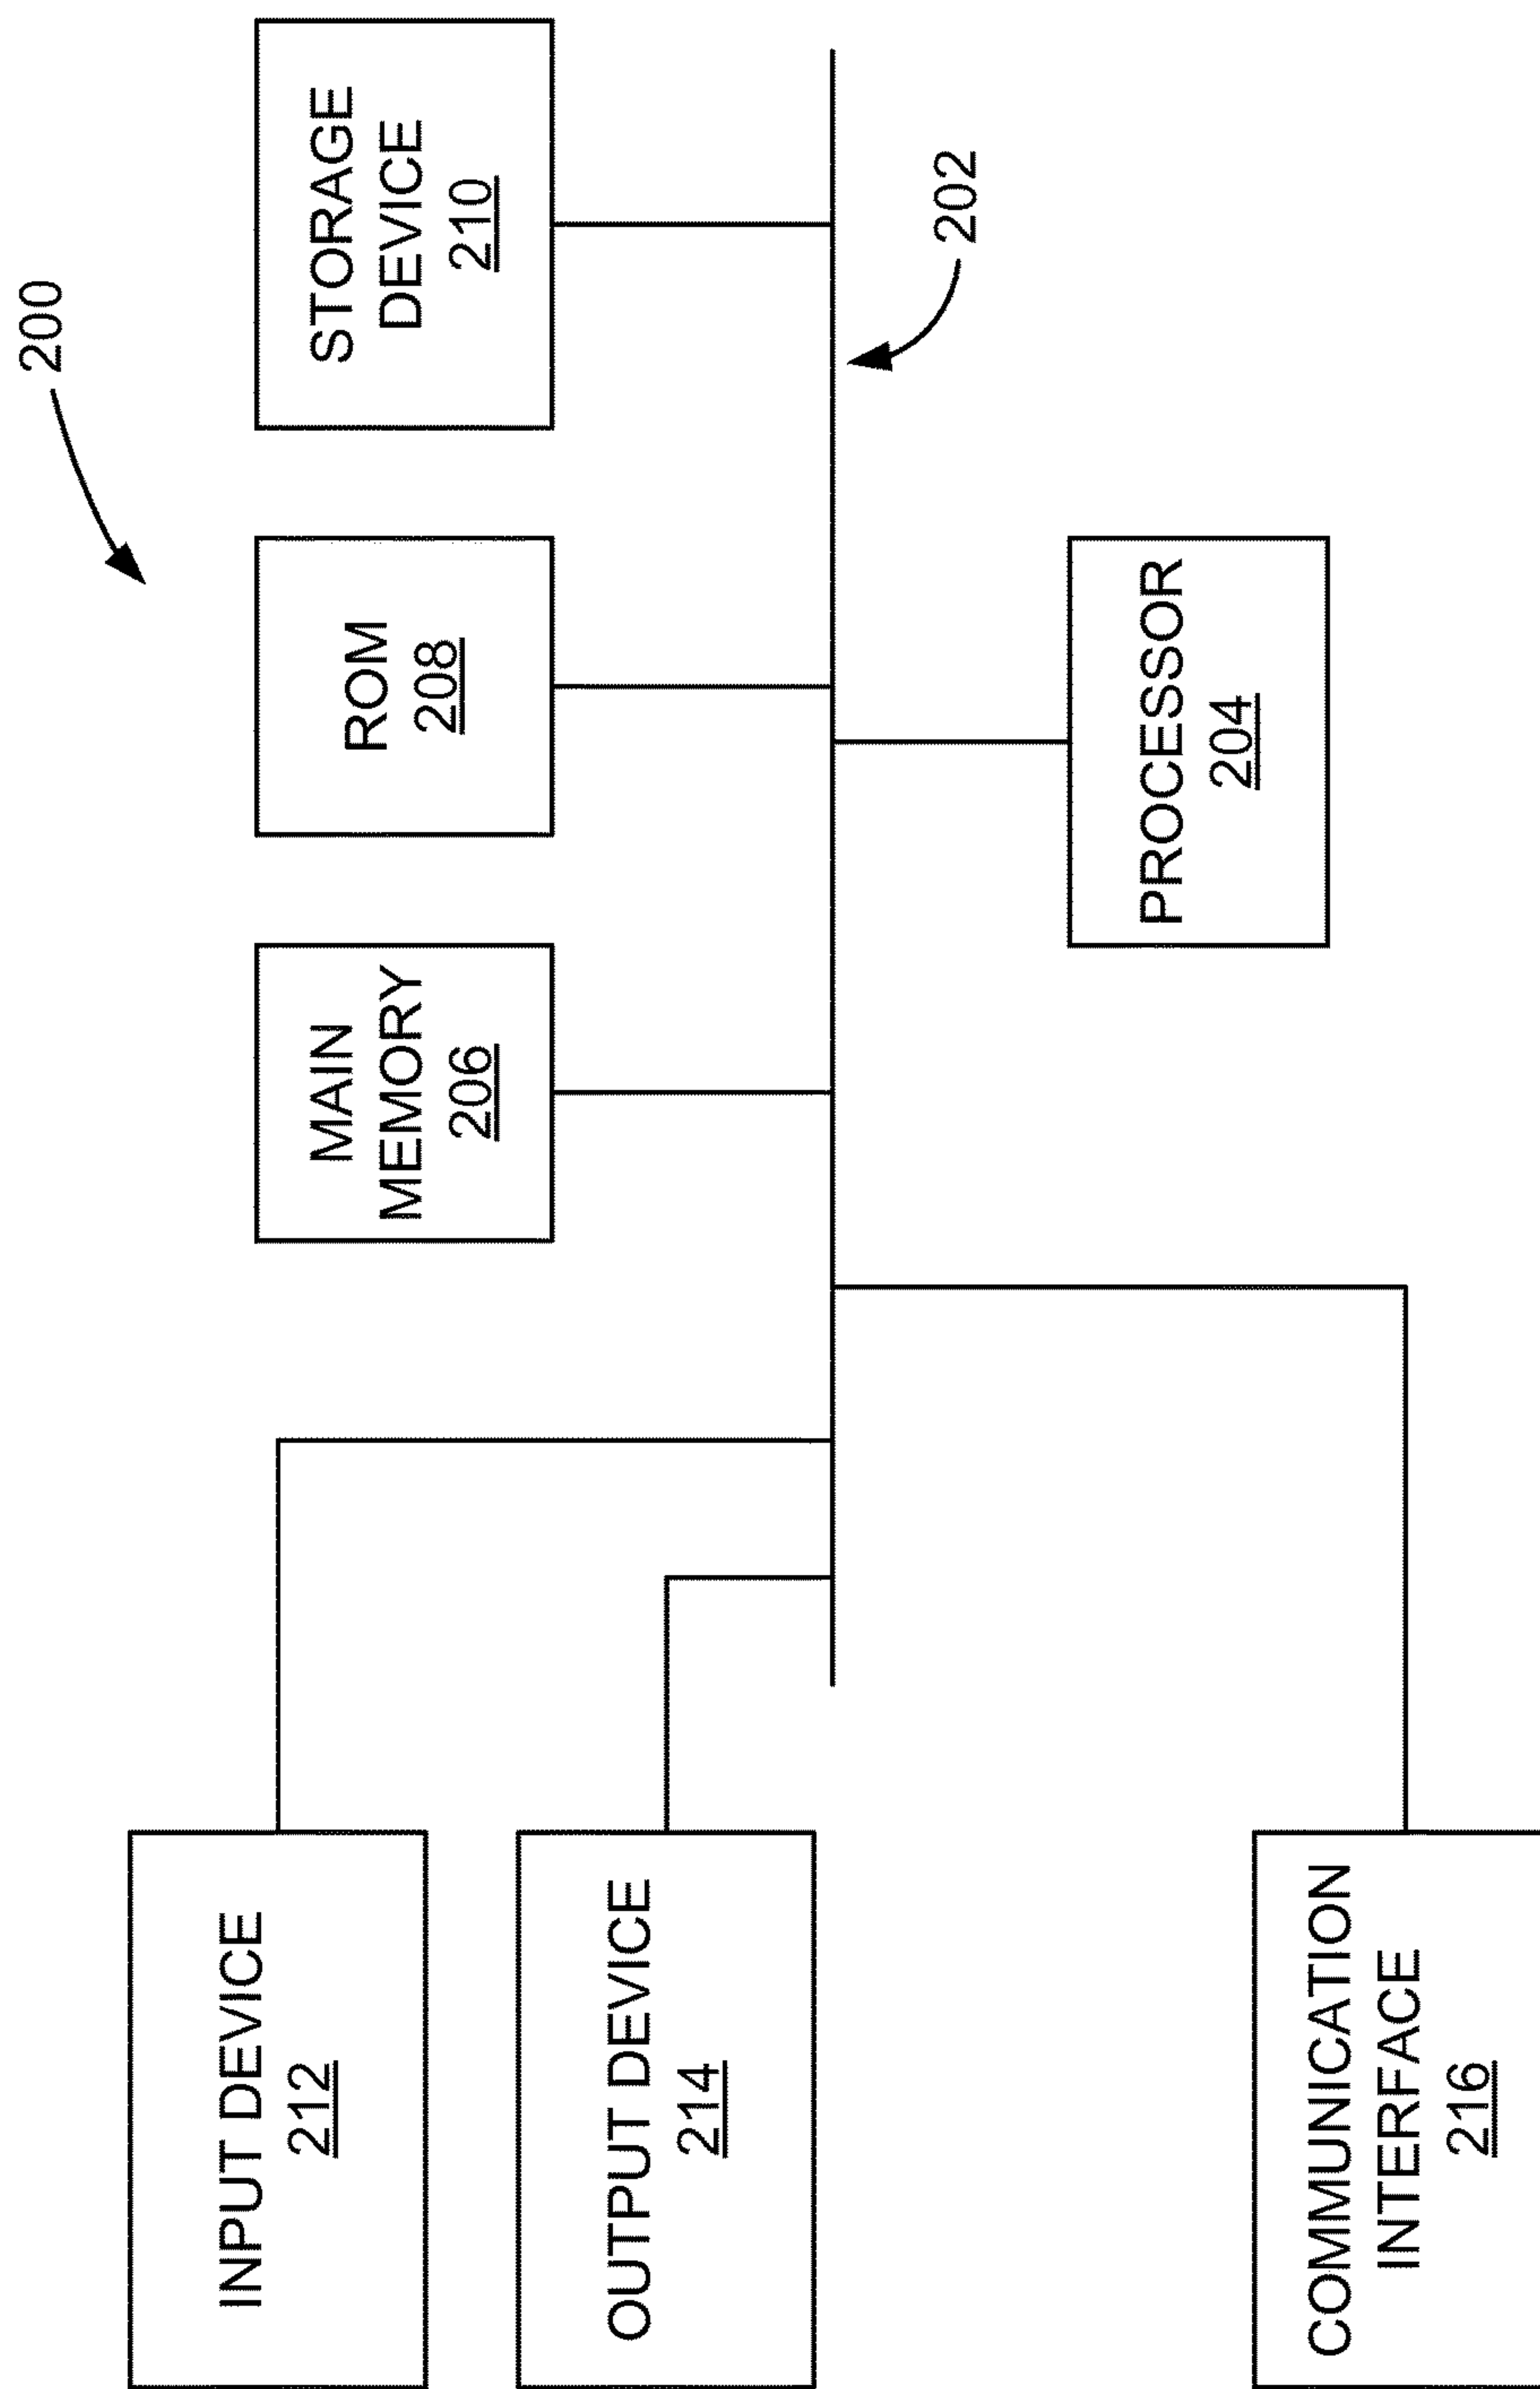 200
INPUT DEVICE
212
OUTPUT DEVICE
214
MAIN
MEMORY
206
ROM
208
STORAGE
DEVICE
210
202
COMMUNICATION
INTERFACE
216
PROCESSOR
204